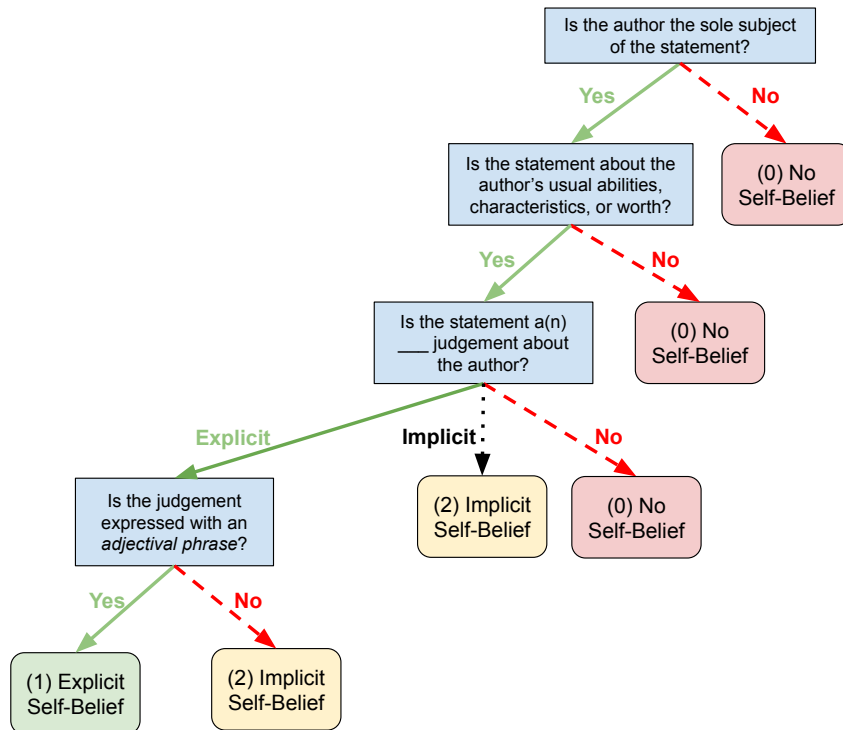 Is the author the sole subject
of the statement?
Yes
No
Is the statement about the
author's usual abilities,
characteristics, or worth?
(0) No
Self-Belief
Yes
No
Is the statement a(n)
___ judgement about
the author?
(0) No
Self-Belief
Explicit
Implicit
No
Is the judgement
expressed with an
adjectival phrase?
(2) Implicit
Self-Belief
(0) No
Self-Belief
Yes
No
(1) Explicit
Self-Belief
(2) Implicit
Self-Belief